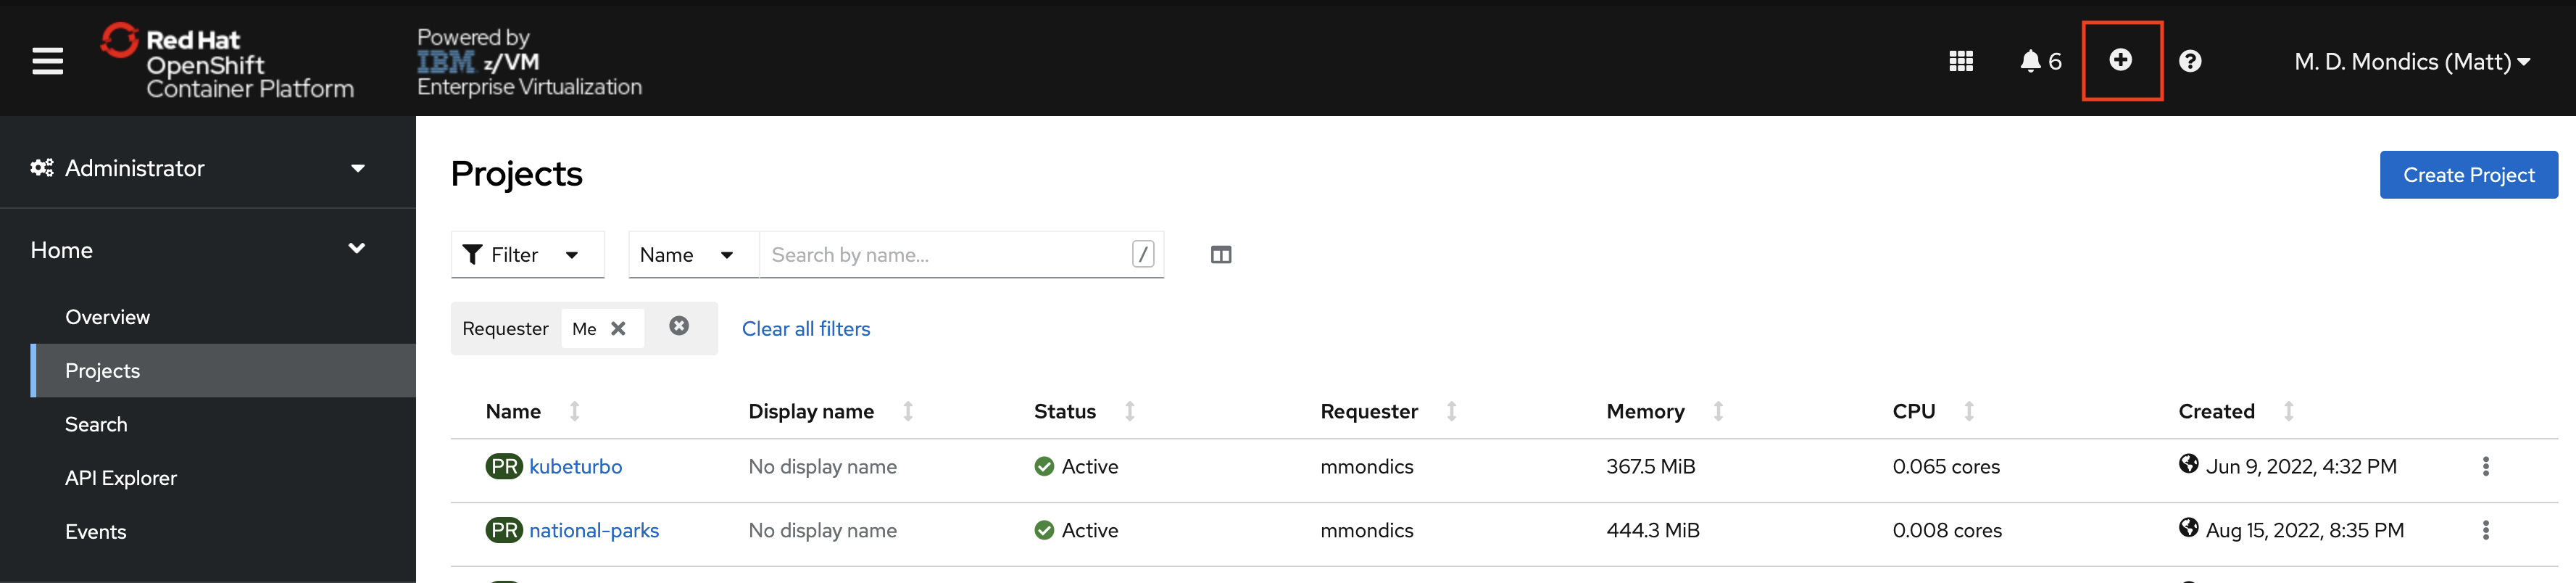 Red Hat
OpenShift
Container Platform
Powered by
IBM z/VM
Enterprise Virtualization
6
M. D. Mondics (Matt)
Administrator
Home
Overview
Projects
Search
API Explorer
Events
Projects
Create Project
Filter
Name
Search by name...
/
Requester Me
Clear all filters
Name Display name Status Requester Memory CPU Created
PR kubeturbo No display name Active mmondics 367.5 MiB 0.065 cores Jun 9, 2022, 4:32 PM
PR national-parks No display name Active mmondics 444.3 MiB 0.008 cores Aug 15, 2022, 8:35 PM